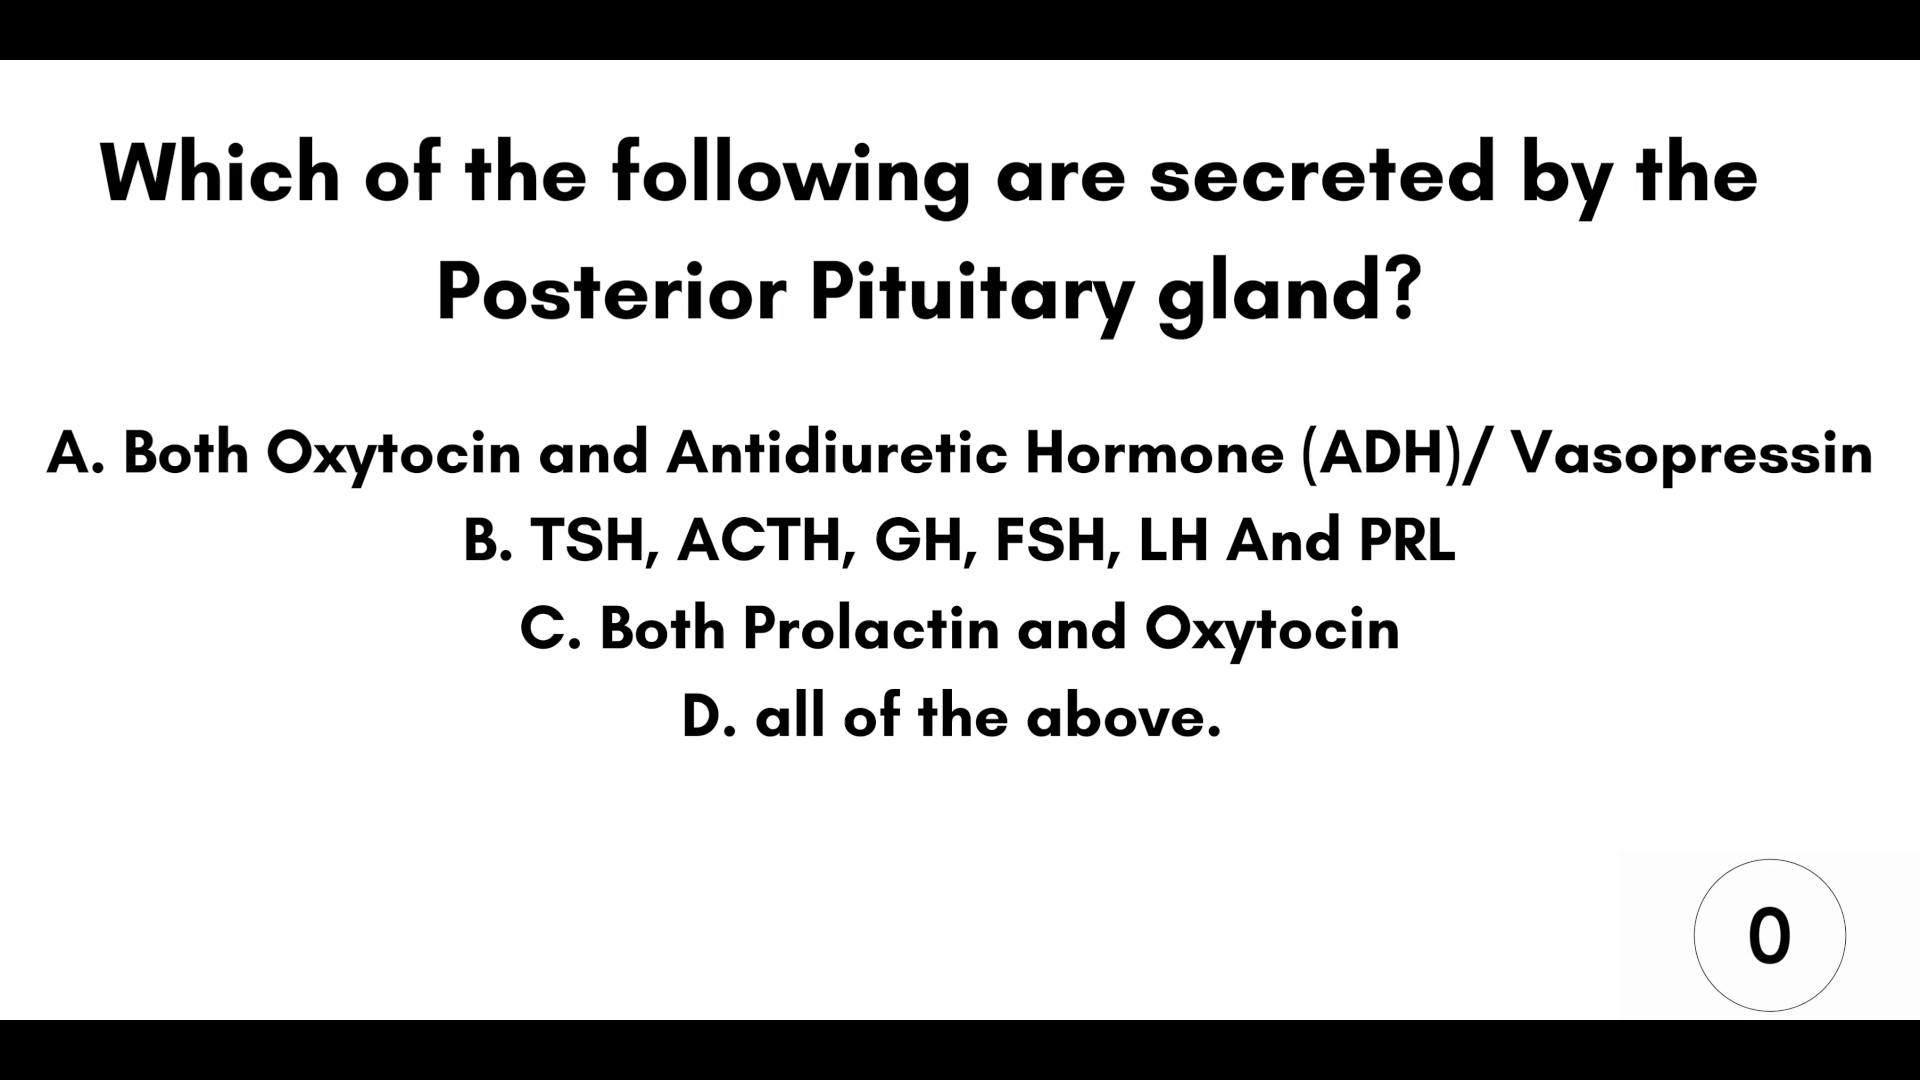 Which of the following are secreted by the
Posterior Pituitary gland?
A. Both Oxytocin and Antidiuretic Hormone (ADH)/ Vasopressin
B. TSH, ACTH, GH, FSH, LH And PRL
C. Both Prolactin and Oxytocin
D. all of the above.
0